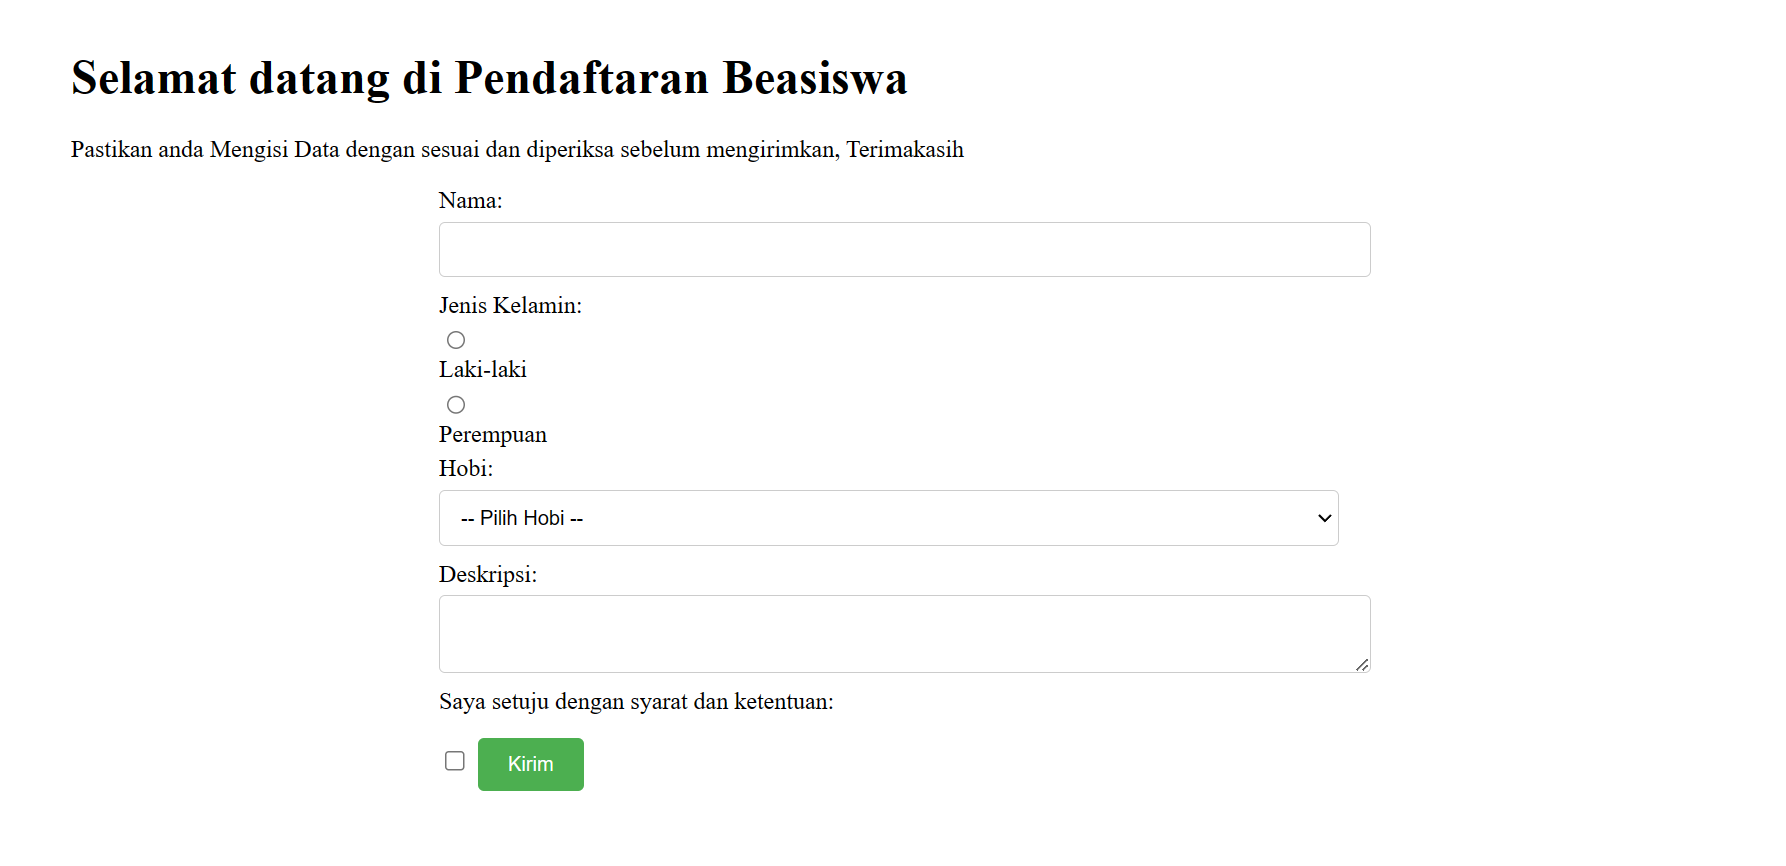 Selamat datang di Pendaftaran Beasiswa
Pastikan anda Mengisi Data dengan sesuai dan diperiksa sebelum mengirimkan, Terimakasih
Nama:
Jenis Kelamin:
Laki-laki
Perempuan
Hobi:
-- Pilih Hobi --
Deskripsi:
Saya setuju dengan syarat dan ketentuan:
Kirim